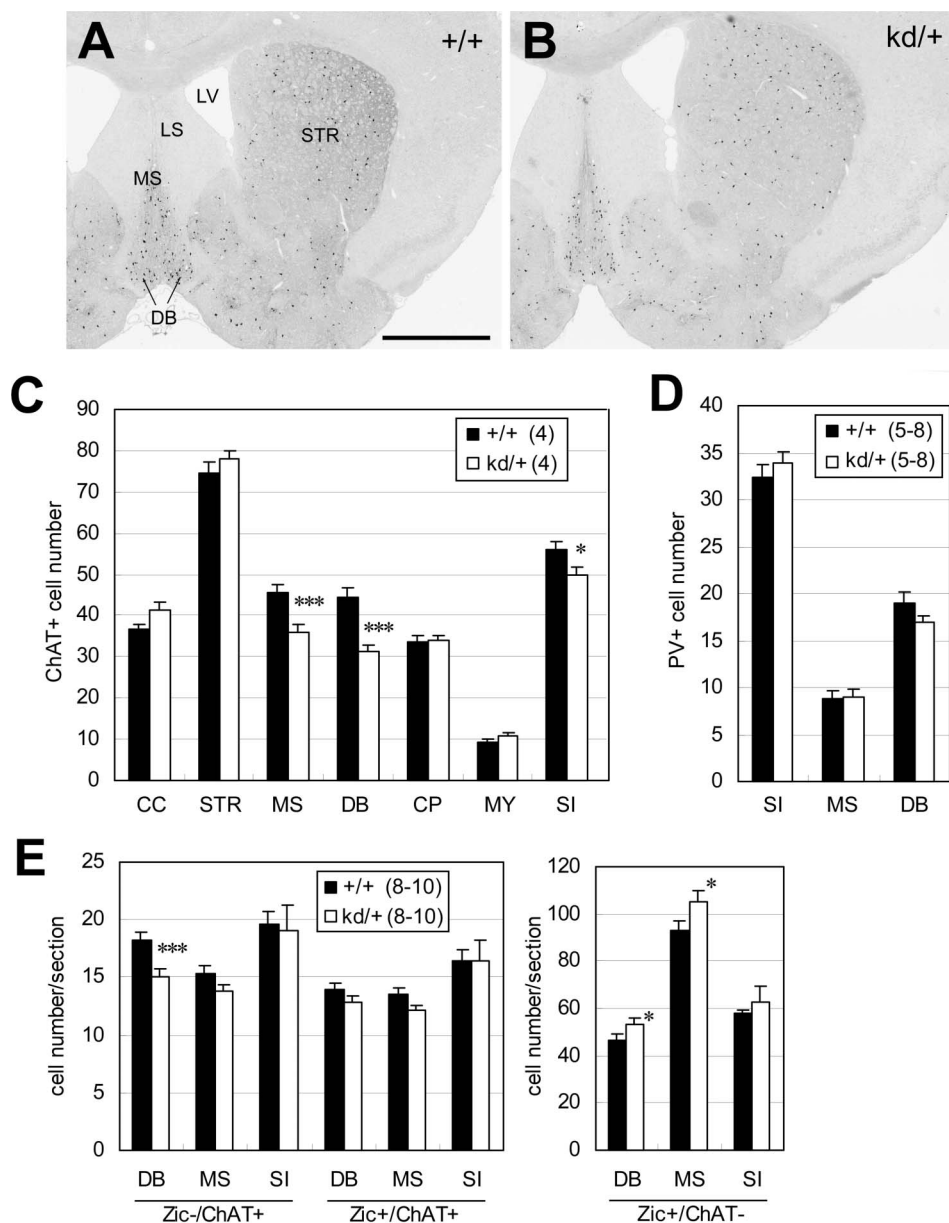 A
+/+
LV
LS
STR
MS
DB
B
kd/+
C
90
80
70
60
50
40
30
20
10
0
ChAT+ cell number
+/+ (4)
kd/+ (4)
***
***
*
CC STR MS DB CP MY SI
D
40
35
30
25
20
15
10
5
0
PV+ cell number
+/+ (5-8)
kd/+ (5-8)
SI MS DB
E
25
20
15
10
5
0
cell number/section
+/+ (8-10)
kd/+ (8-10)
***
DB MS SI DB MS SI
Zic-/ChAT+ Zic+/ChAT+
120
100
80
60
40
20
0
cell number/section
*
*
DB MS SI
Zic+/ChAT-